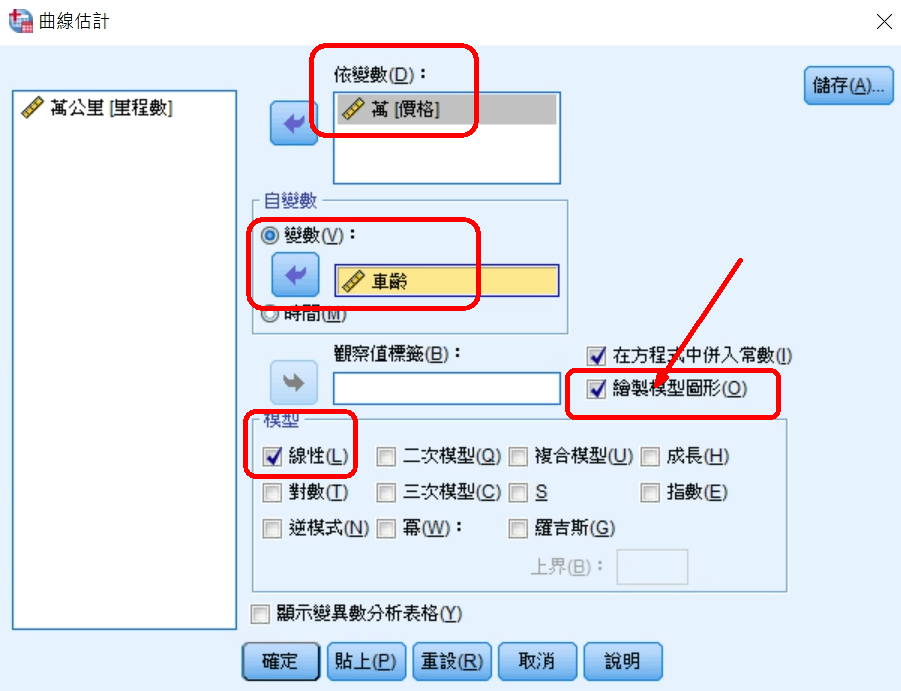 曲線估計
萬公里 [里程數]
依變數(D)：
萬 [價格]
儲存(A)...
自變數
變數(V)：
車齡
時間(M)
觀察值標籤(B)：
在方程式中併入常數(I)
繪製模型圖形(O)
模型
線性(L) 二次模型(Q) 複合模型(U) 成長(H)
對數(T) 三次模型(C) S 指數(E)
逆模式(N) 冪(W)： 羅吉斯(G)
上界(B)：
顯示變異數分析表格(Y)
確定 貼上(P) 重設(R) 取消 說明